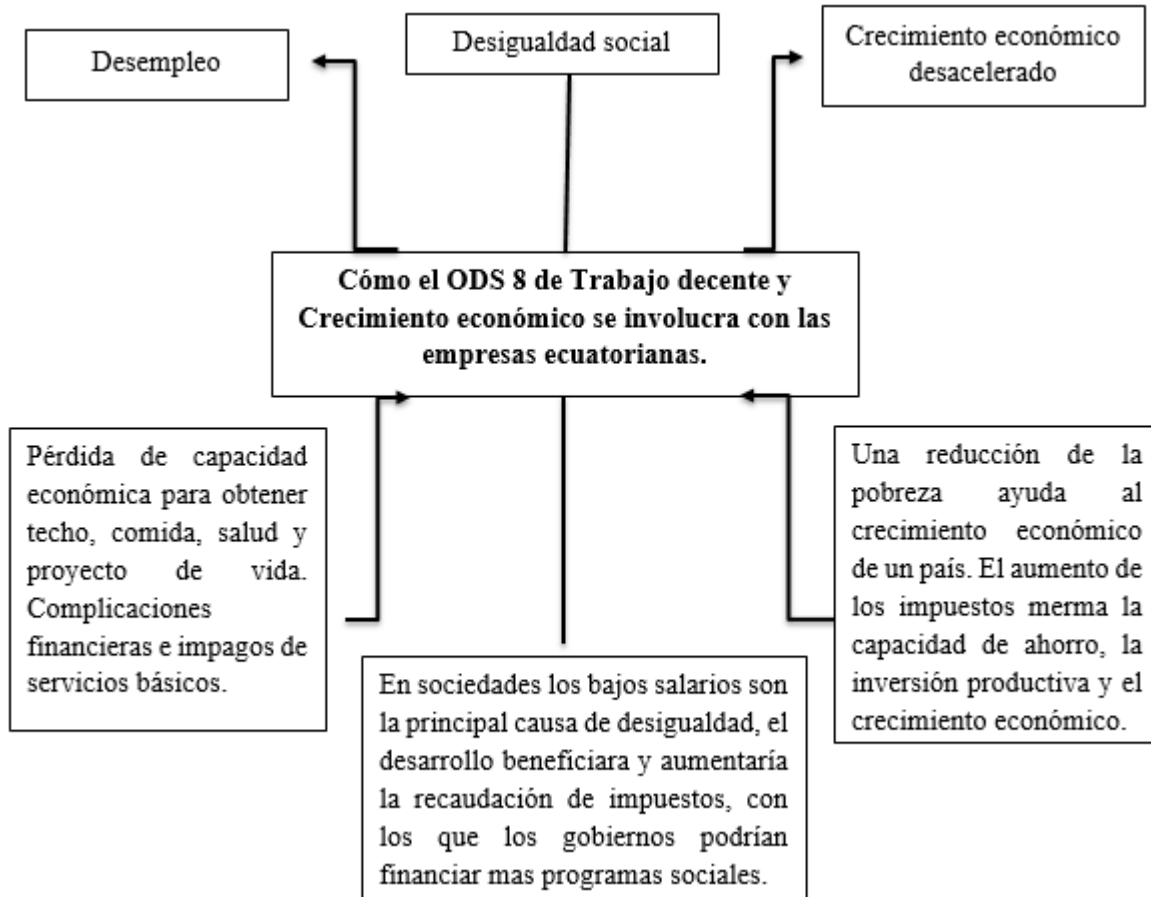 Desempleo
Desigualdad social
Crecimiento económico
desacelerado
Cómo el ODS 8 de Trabajo decente y
Crecimiento económico se involucra con las
empresas ecuatorianas.
Pérdida de capacidad
económica para obtener
techo, comida, salud y
proyecto de vida.
Complicaciones
financieras e impagos de
servicios básicos.
En sociedades los bajos salarios son
la principal causa de desigualdad, el
desarrollo beneficiara y aumentaría
la recaudación de impuestos, con
los que los gobiernos podrían
financiar mas programas sociales.
Una reducción de la
pobreza ayuda al
crecimiento económico
de un país. El aumento de
los impuestos merma la
capacidad de ahorro, la
inversión productiva y el
crecimiento económico.